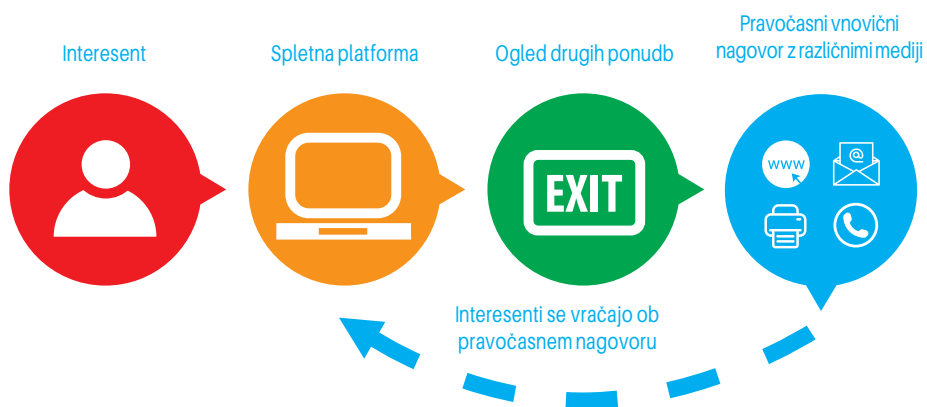 Interesent
Spletna platforma
Ogled drugih ponudb
Pravočasni vnovični
nagovor z različnimi mediji
EXIT
www
@
Interesenti se vračajo ob
pravočasnem nagovoru